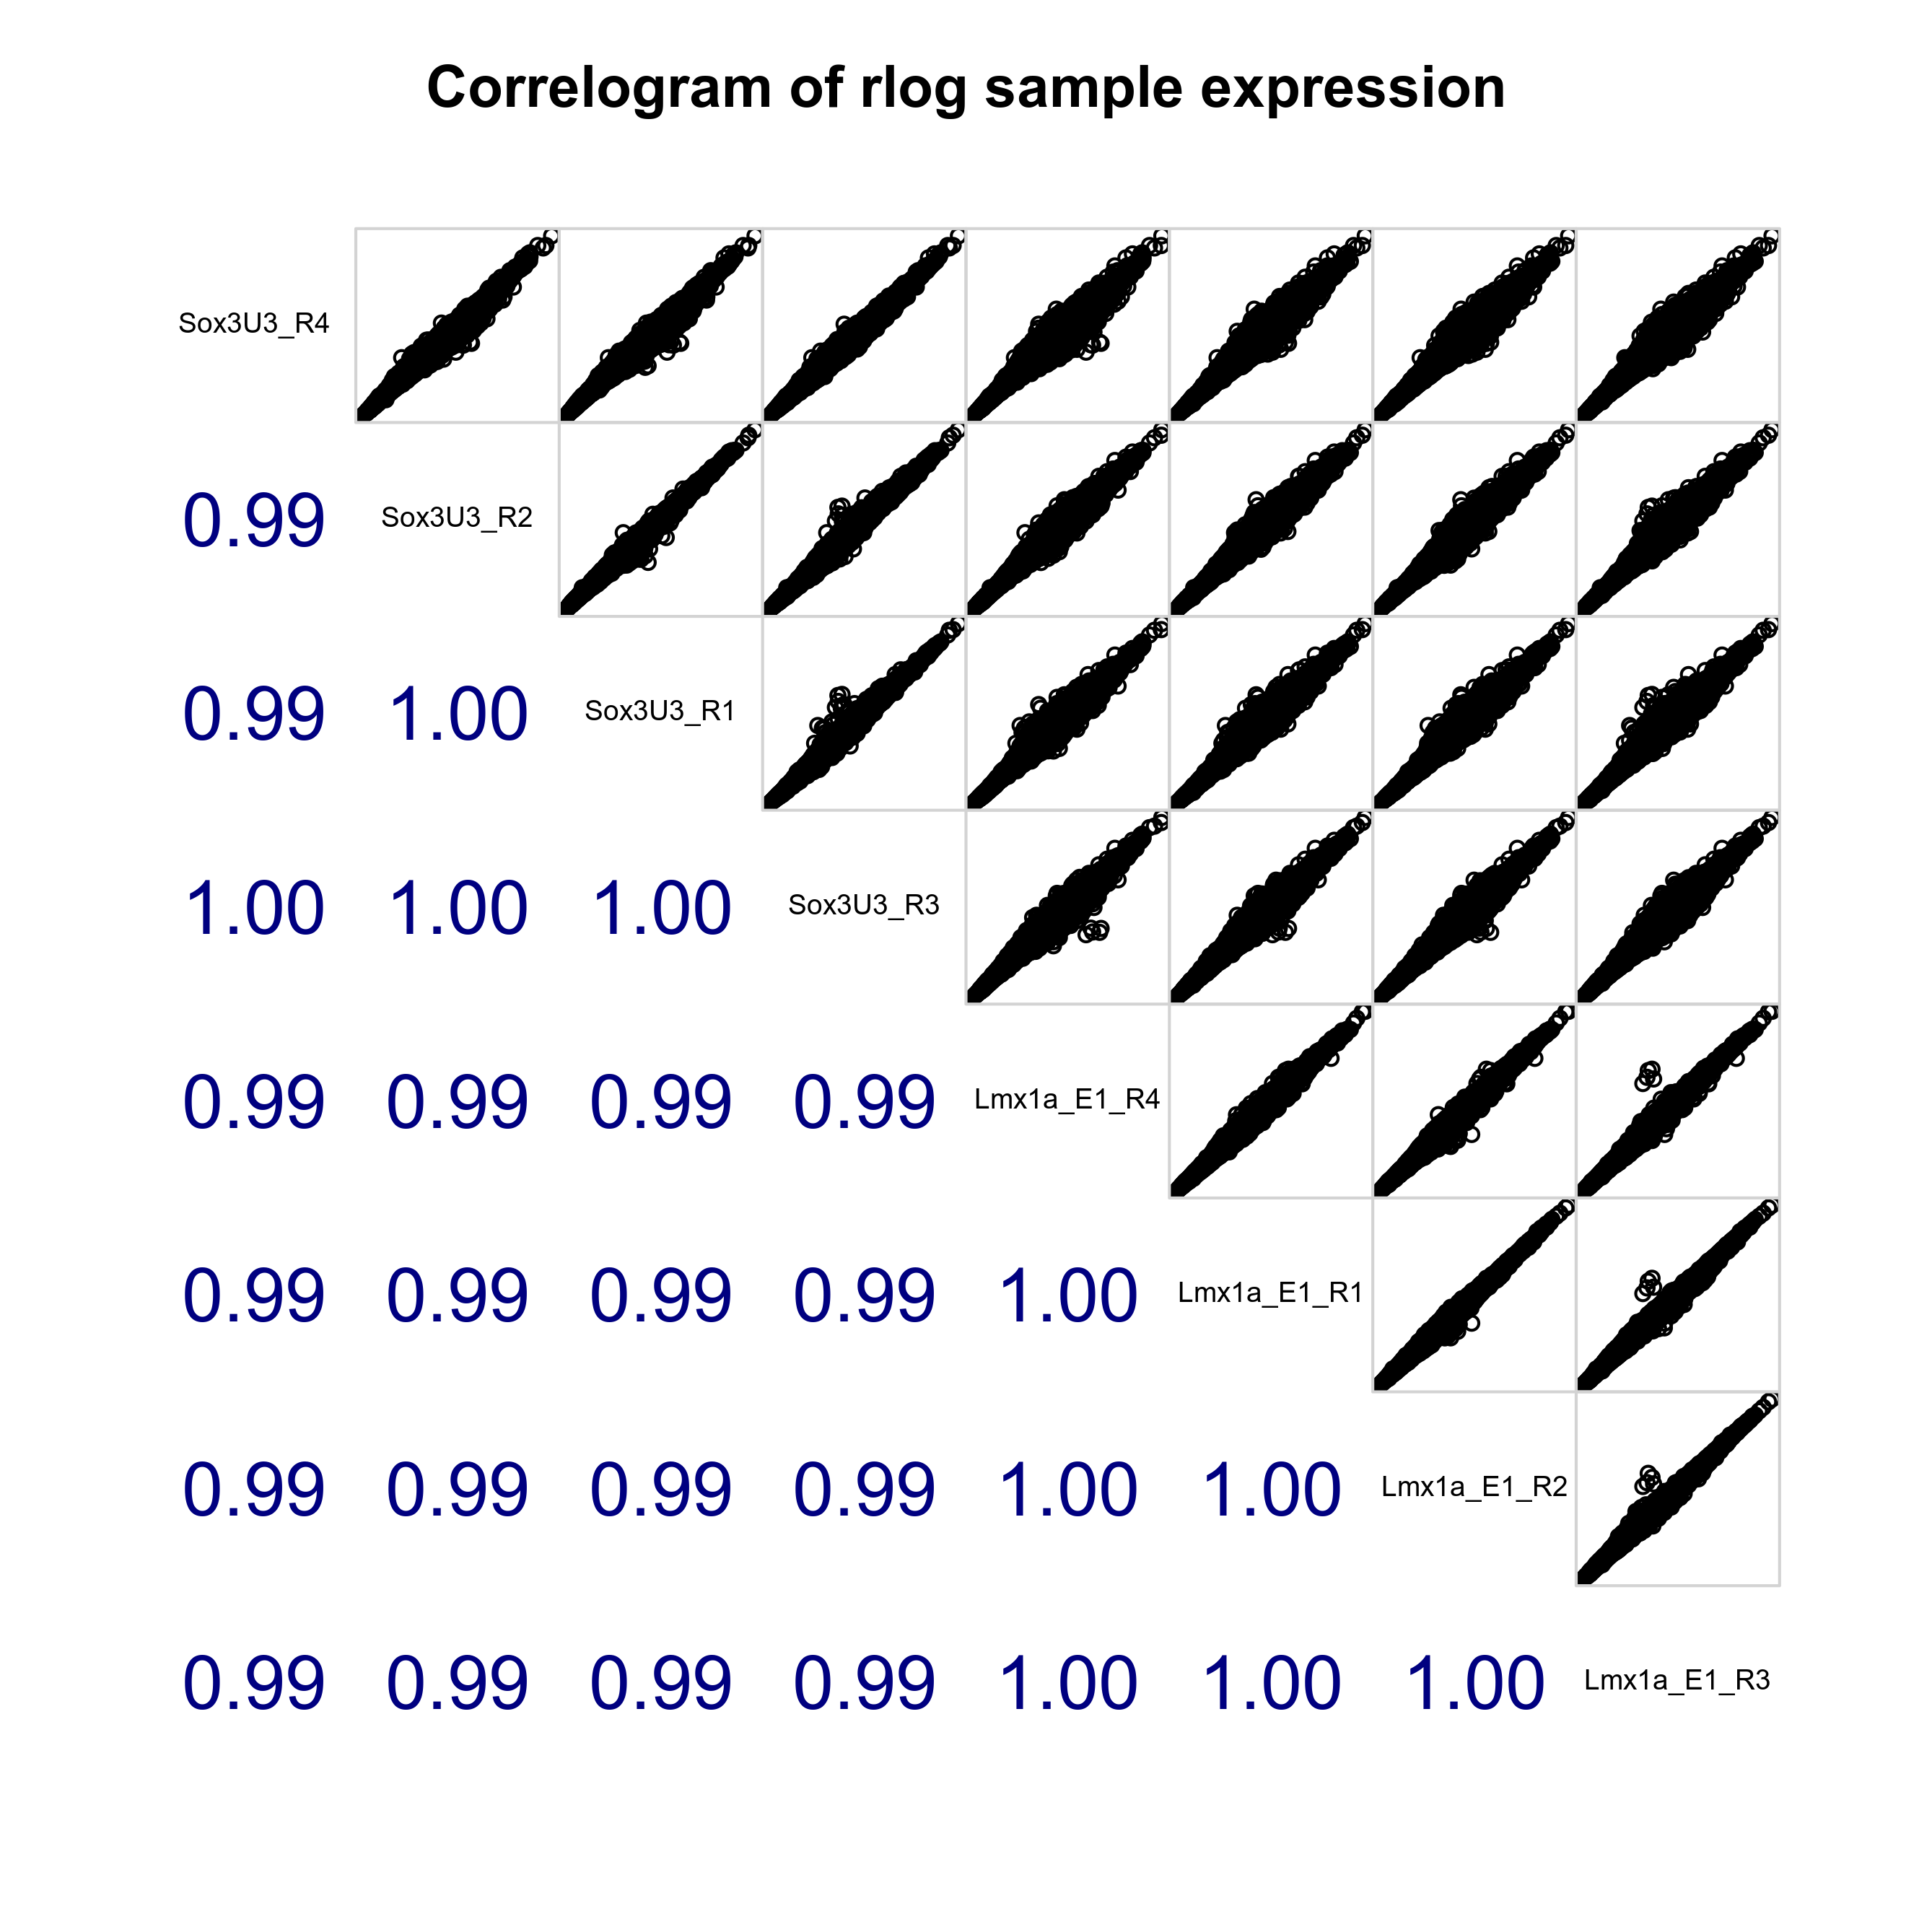 Correlogram of rlog sample expression
Sox3U3_R4
0.99 Sox3U3_R2
0.99 1.00 Sox3U3_R1
1.00 1.00 1.00 Sox3U3_R3
0.99 0.99 0.99 0.99 Lmx1a_E1_R4
0.99 0.99 0.99 0.99 1.00 Lmx1a_E1_R1
0.99 0.99 0.99 0.99 1.00 1.00 Lmx1a_E1_R2
0.99 0.99 0.99 0.99 1.00 1.00 1.00 Lmx1a_E1_R3